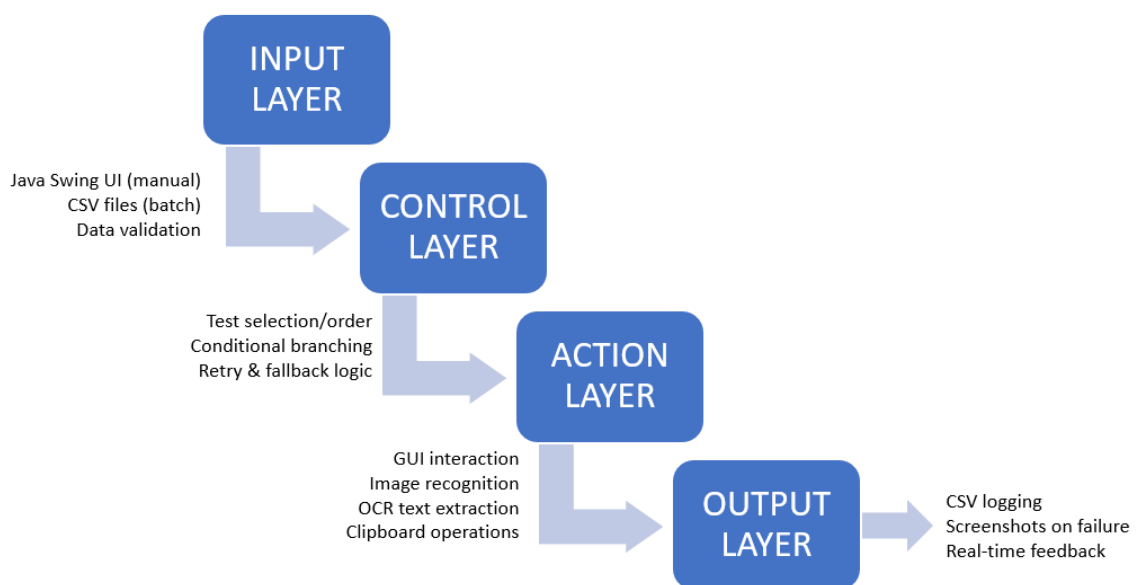 INPUT
LAYER
Java Swing UI (manual)
CSV files (batch)
Data validation
CONTROL
LAYER
Test selection/order
Conditional branching
Retry & fallback logic
ACTION
LAYER
GUI interaction
Image recognition
OCR text extraction
Clipboard operations
OUTPUT
LAYER
CSV logging
Screenshots on failure
Real-time feedback